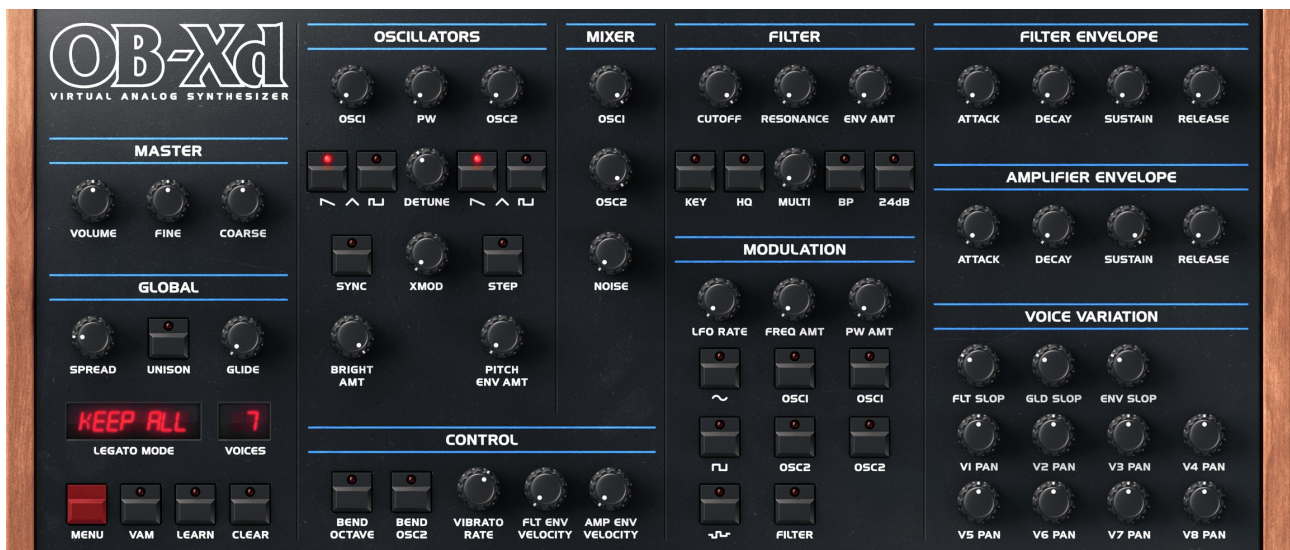 OB-Xd
VIRTUAL ANALOG SYNTHESIZER
MASTER
VOLUME FINE COARSE
GLOBAL
SPREAD UNISON GLIDE
KEEP ALL 7
LEGATO MODE VOICES
MENU VAM LEARN CLEAR
OSCILLATORS
OSC1 PW OSC2
DETUNE
SYNC XMOD STEP
BRIGHT AMT
PITCH ENV AMT
MIXER
OSC1
OSC2
NOISE
CONTROL
BEND OCTAVE
BEND OSC2
VIBRATO RATE
FLT ENV VELOCITY
AMP ENV VELOCITY
FILTER
CUTOFF RESONANCE ENV AMT
KEY HQ MULTI BP 24dB
MODULATION
LFO RATE FREQ AMT PW AMT
OSC1 OSC1
OSC2 OSC2
FILTER
FILTER ENVELOPE
ATTACK DECAY SUSTAIN RELEASE
AMPLIFIER ENVELOPE
ATTACK DECAY SUSTAIN RELEASE
VOICE VARIATION
FLT SLOP GLD SLOP ENV SLOP
V1 PAN V2 PAN V3 PAN V4 PAN
V5 PAN V6 PAN V7 PAN V8 PAN